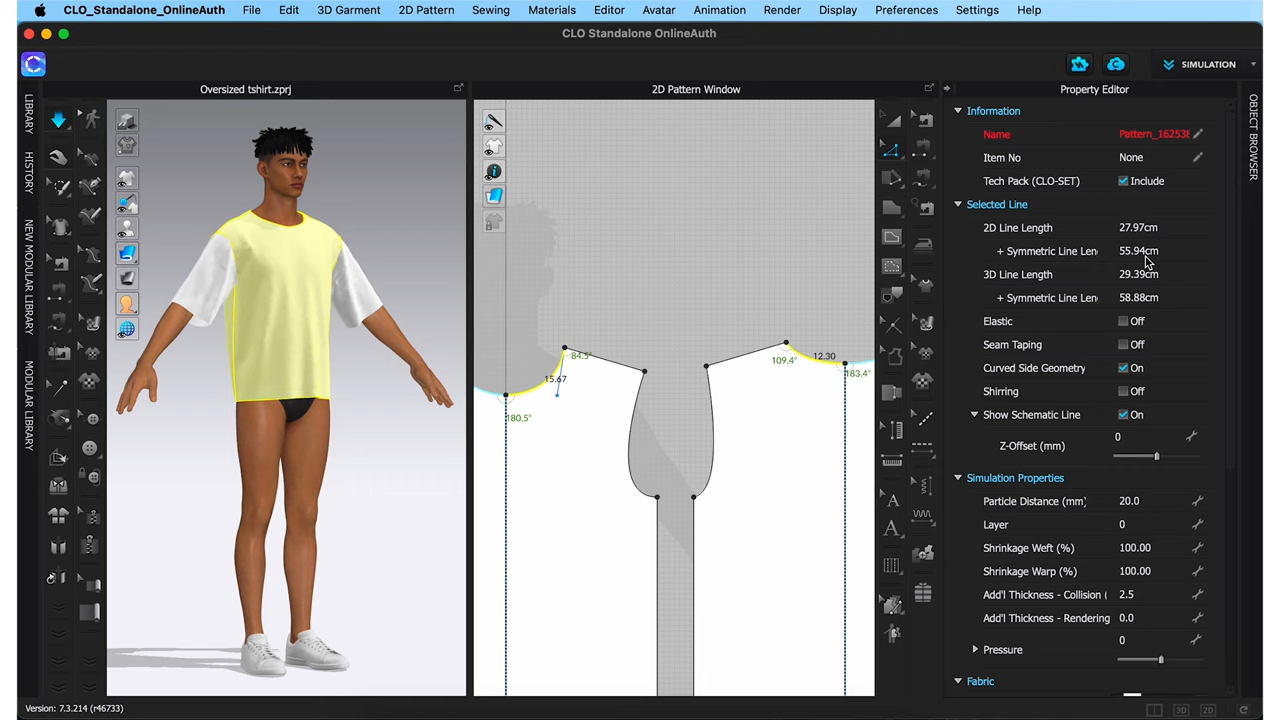 CLO_Standalone_OnlineAuth File Edit 3D Garment 2D Pattern Sewing Materials Editor Avatar Animation Render Display Preferences Settings Help
CLO Standalone OnlineAuth
SIMULATION
Oversized tshirt.zprj
2D Pattern Window
Property Editor
LIBRARY
HISTORY
NEW MODULAR LIBRARY
MODULAR LIBRARY
84.5°
15.67
180.5°
109.4°
12.30
183.4°
Information
Name Pattern_162538
Item No None
Tech Pack (CLO-SET) Include
Selected Line
2D Line Length 27.97cm
+ Symmetric Line Len 55.94cm
3D Line Length 29.39cm
+ Symmetric Line Len 58.88cm
Elastic Off
Seam Taping Off
Curved Side Geometry On
Shirring Off
Show Schematic Line On
Z-Offset (mm) 0
Simulation Properties
Particle Distance (mm) 20.0
Layer 0
Shrinkage Weft (%) 100.00
Shrinkage Warp (%) 100.00
Add'l Thickness - Collision ( 2.5
Add'l Thickness - Rendering 0.0
Pressure 0
Fabric
OBJECT BROWSER
Version: 7.3.214 (r46733)
3D 2D